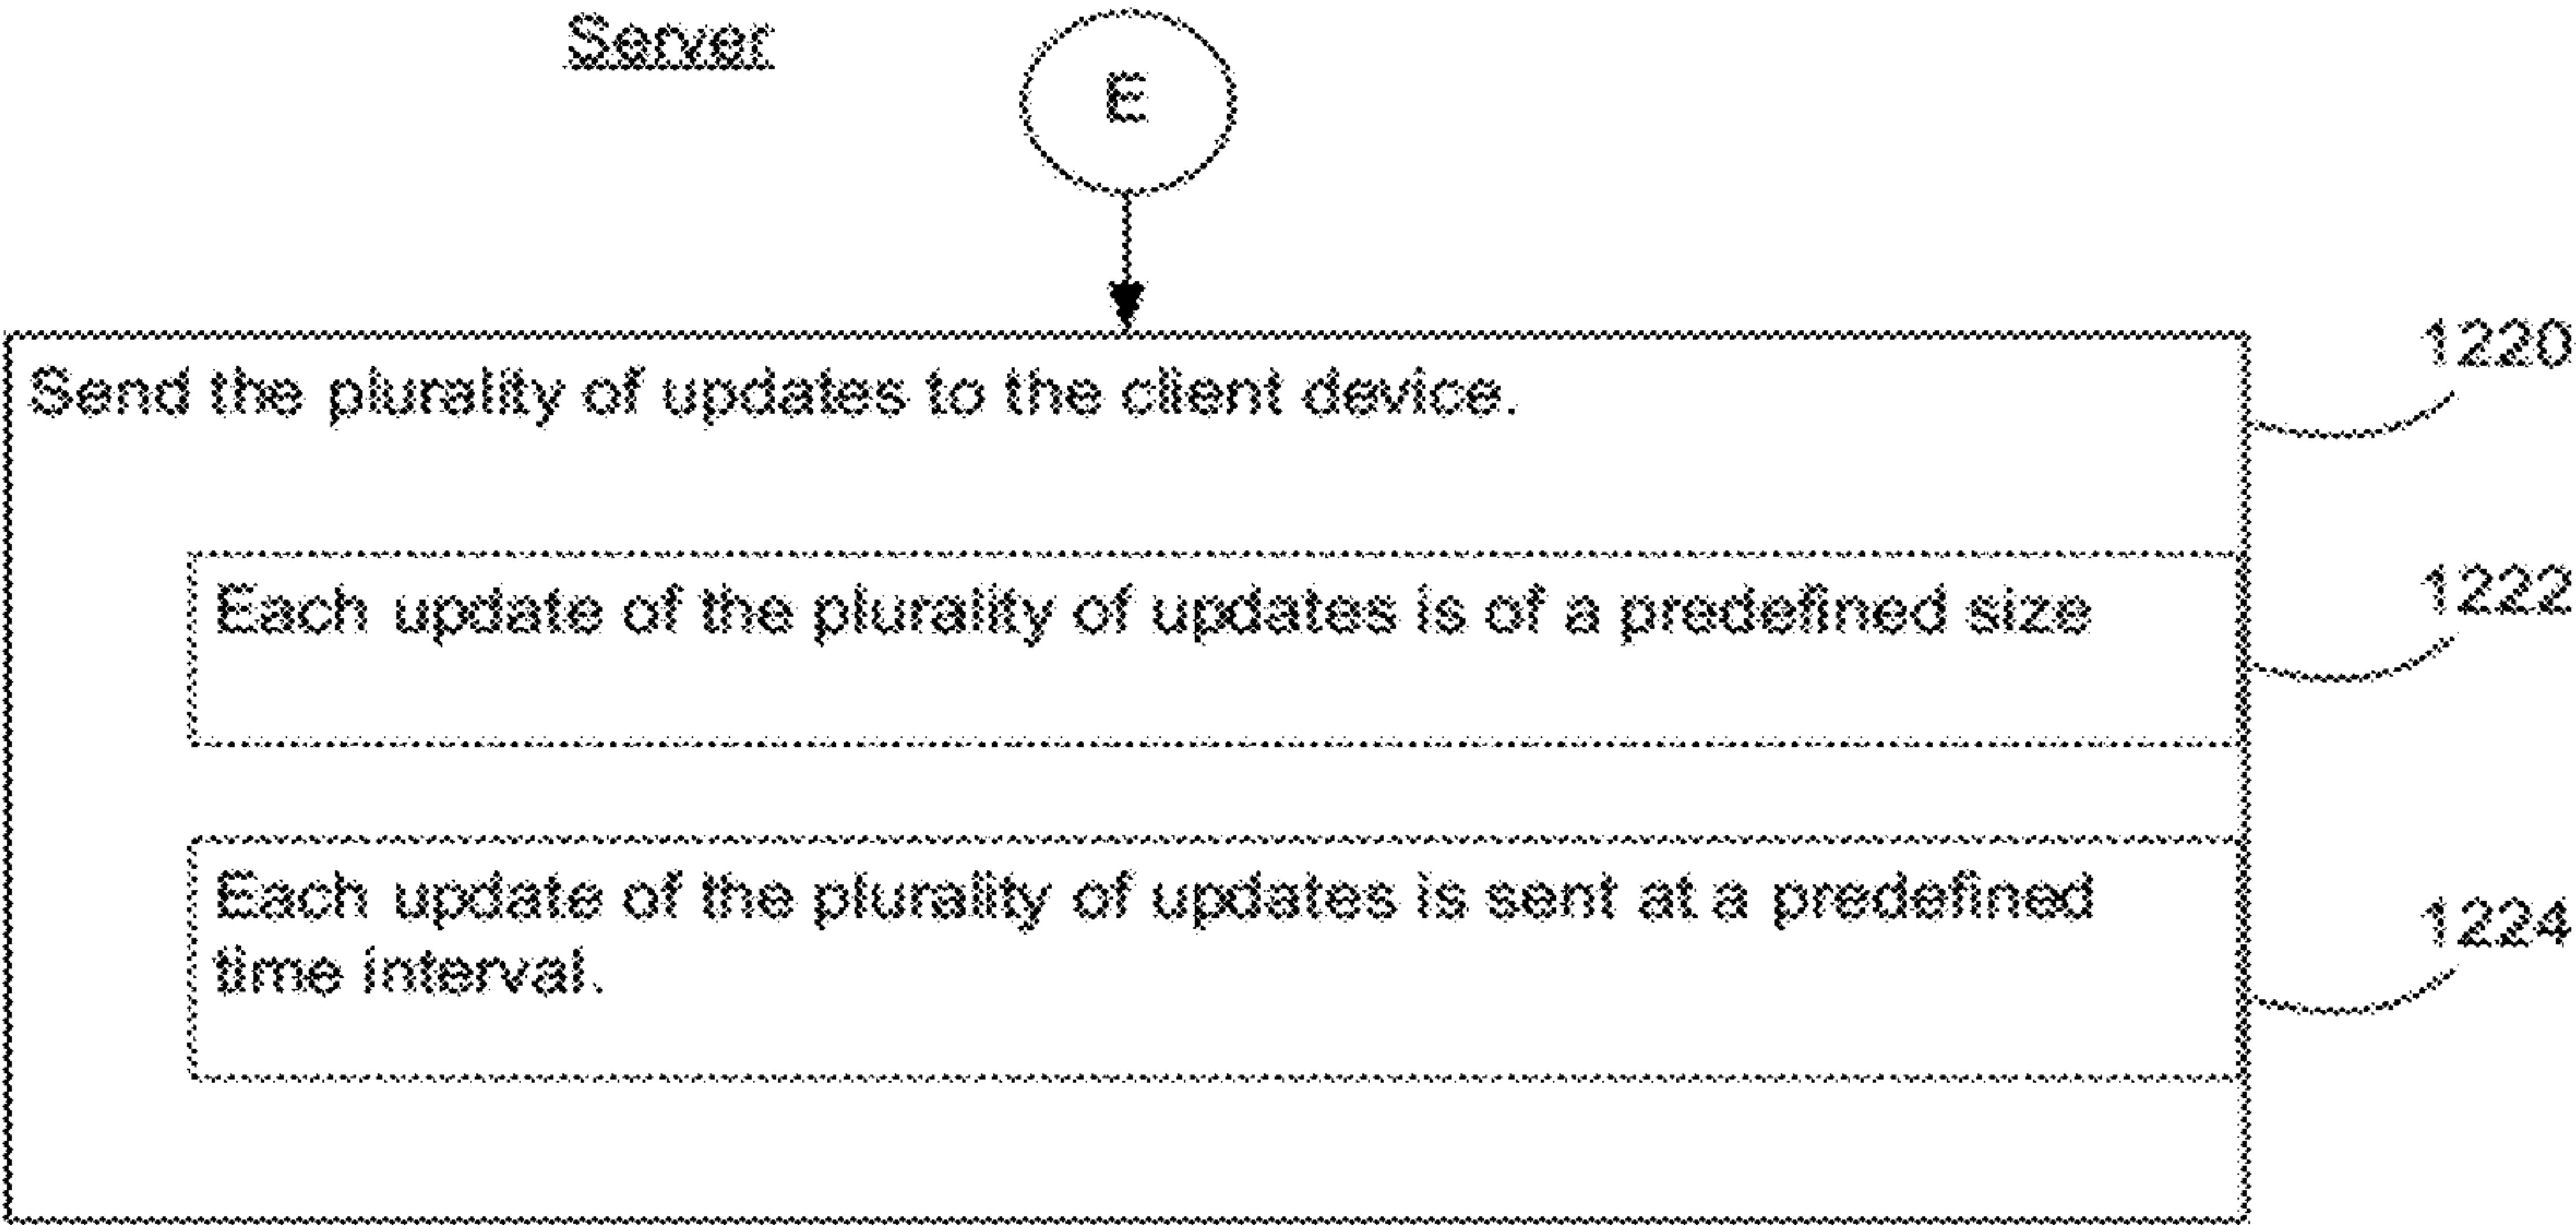 Server
E
Send the plurality of updates to the client device.
1220
Each update of the plurality of updates is of a predefined size
1222
Each update of the plurality of updates is sent at a predefined
time interval.
1224